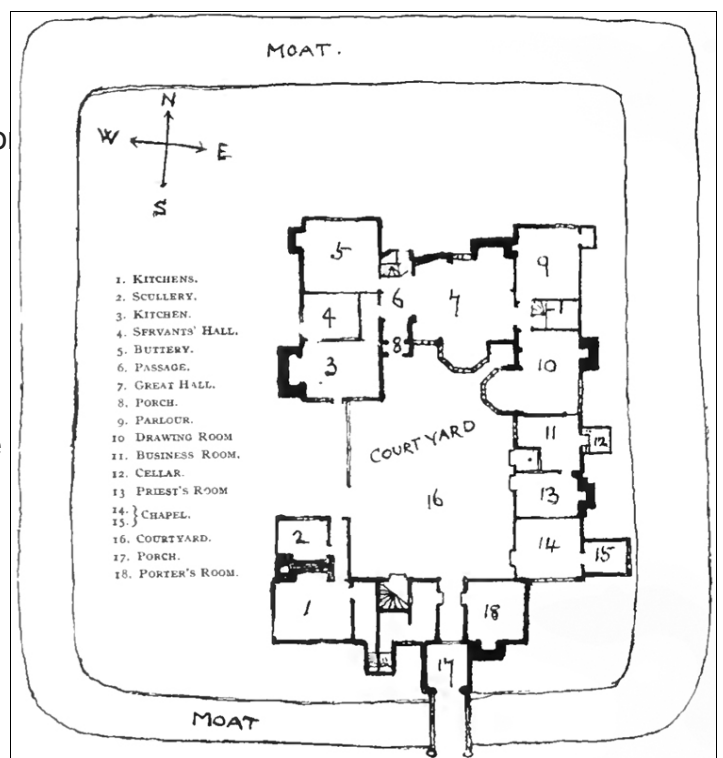 MOAT.
N
W
E
S
1. KITCHENS.
2. SCULLERY.
3. KITCHEN.
4. SERVANTS' HALL.
5. BUTTERY.
6. PASSAGE.
7. GREAT HALL.
8. PORCH.
9. PARLOUR.
10 DRAWING ROOM
11. BUSINESS ROOM.
12. CELLAR.
13 PRIEST'S ROOM
14. } CHAPEL.
15. }
16. COURTYARD.
17. PORCH.
18. PORTER'S ROOM.
5
6
7
9
4
8
3
10
COURTYARD
11
12
16
13
2
14
15
1
18
17
MOAT